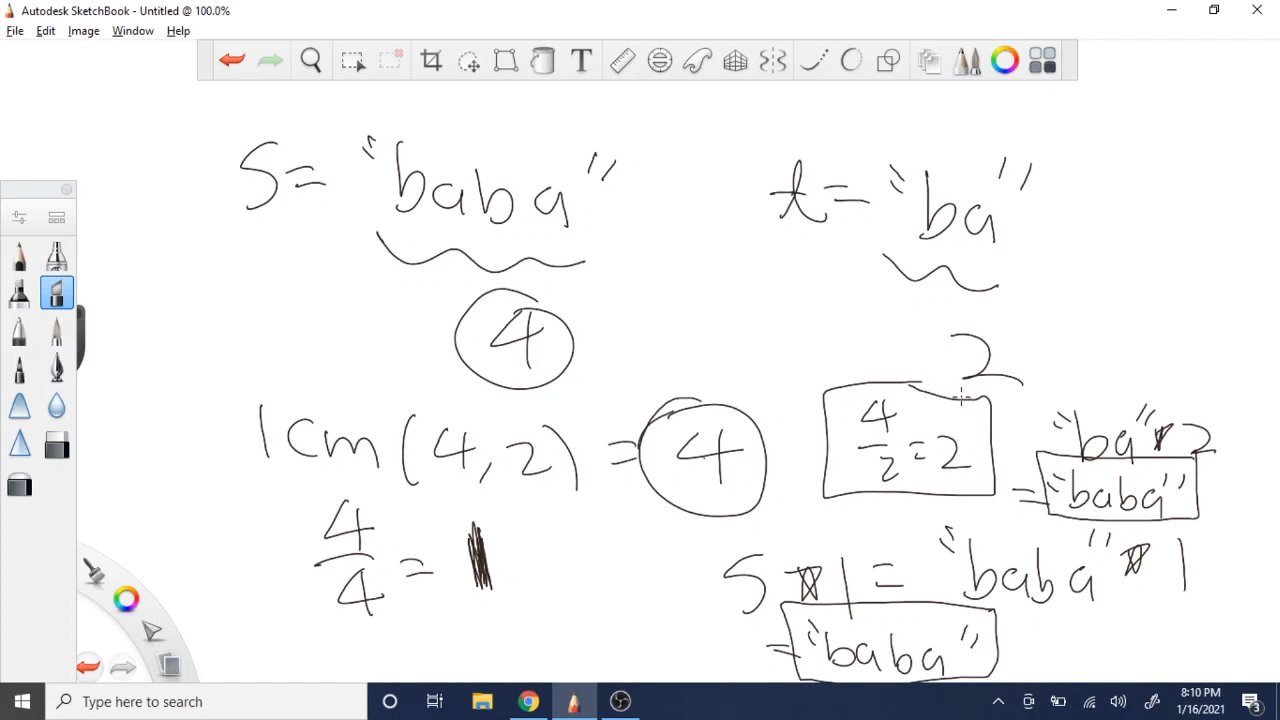 Autodesk SketchBook - Untitled @ 100.0%
File Edit Image Window Help
S= "baba"
t= "ba"
4
2
lcm(4,2) = 4
4/2 = 2
"ba" * 2
= "baba"
4/4 = 1
S * 1 = "baba" * 1
= "baba"
Type here to search
8:10 PM
1/16/2021
3